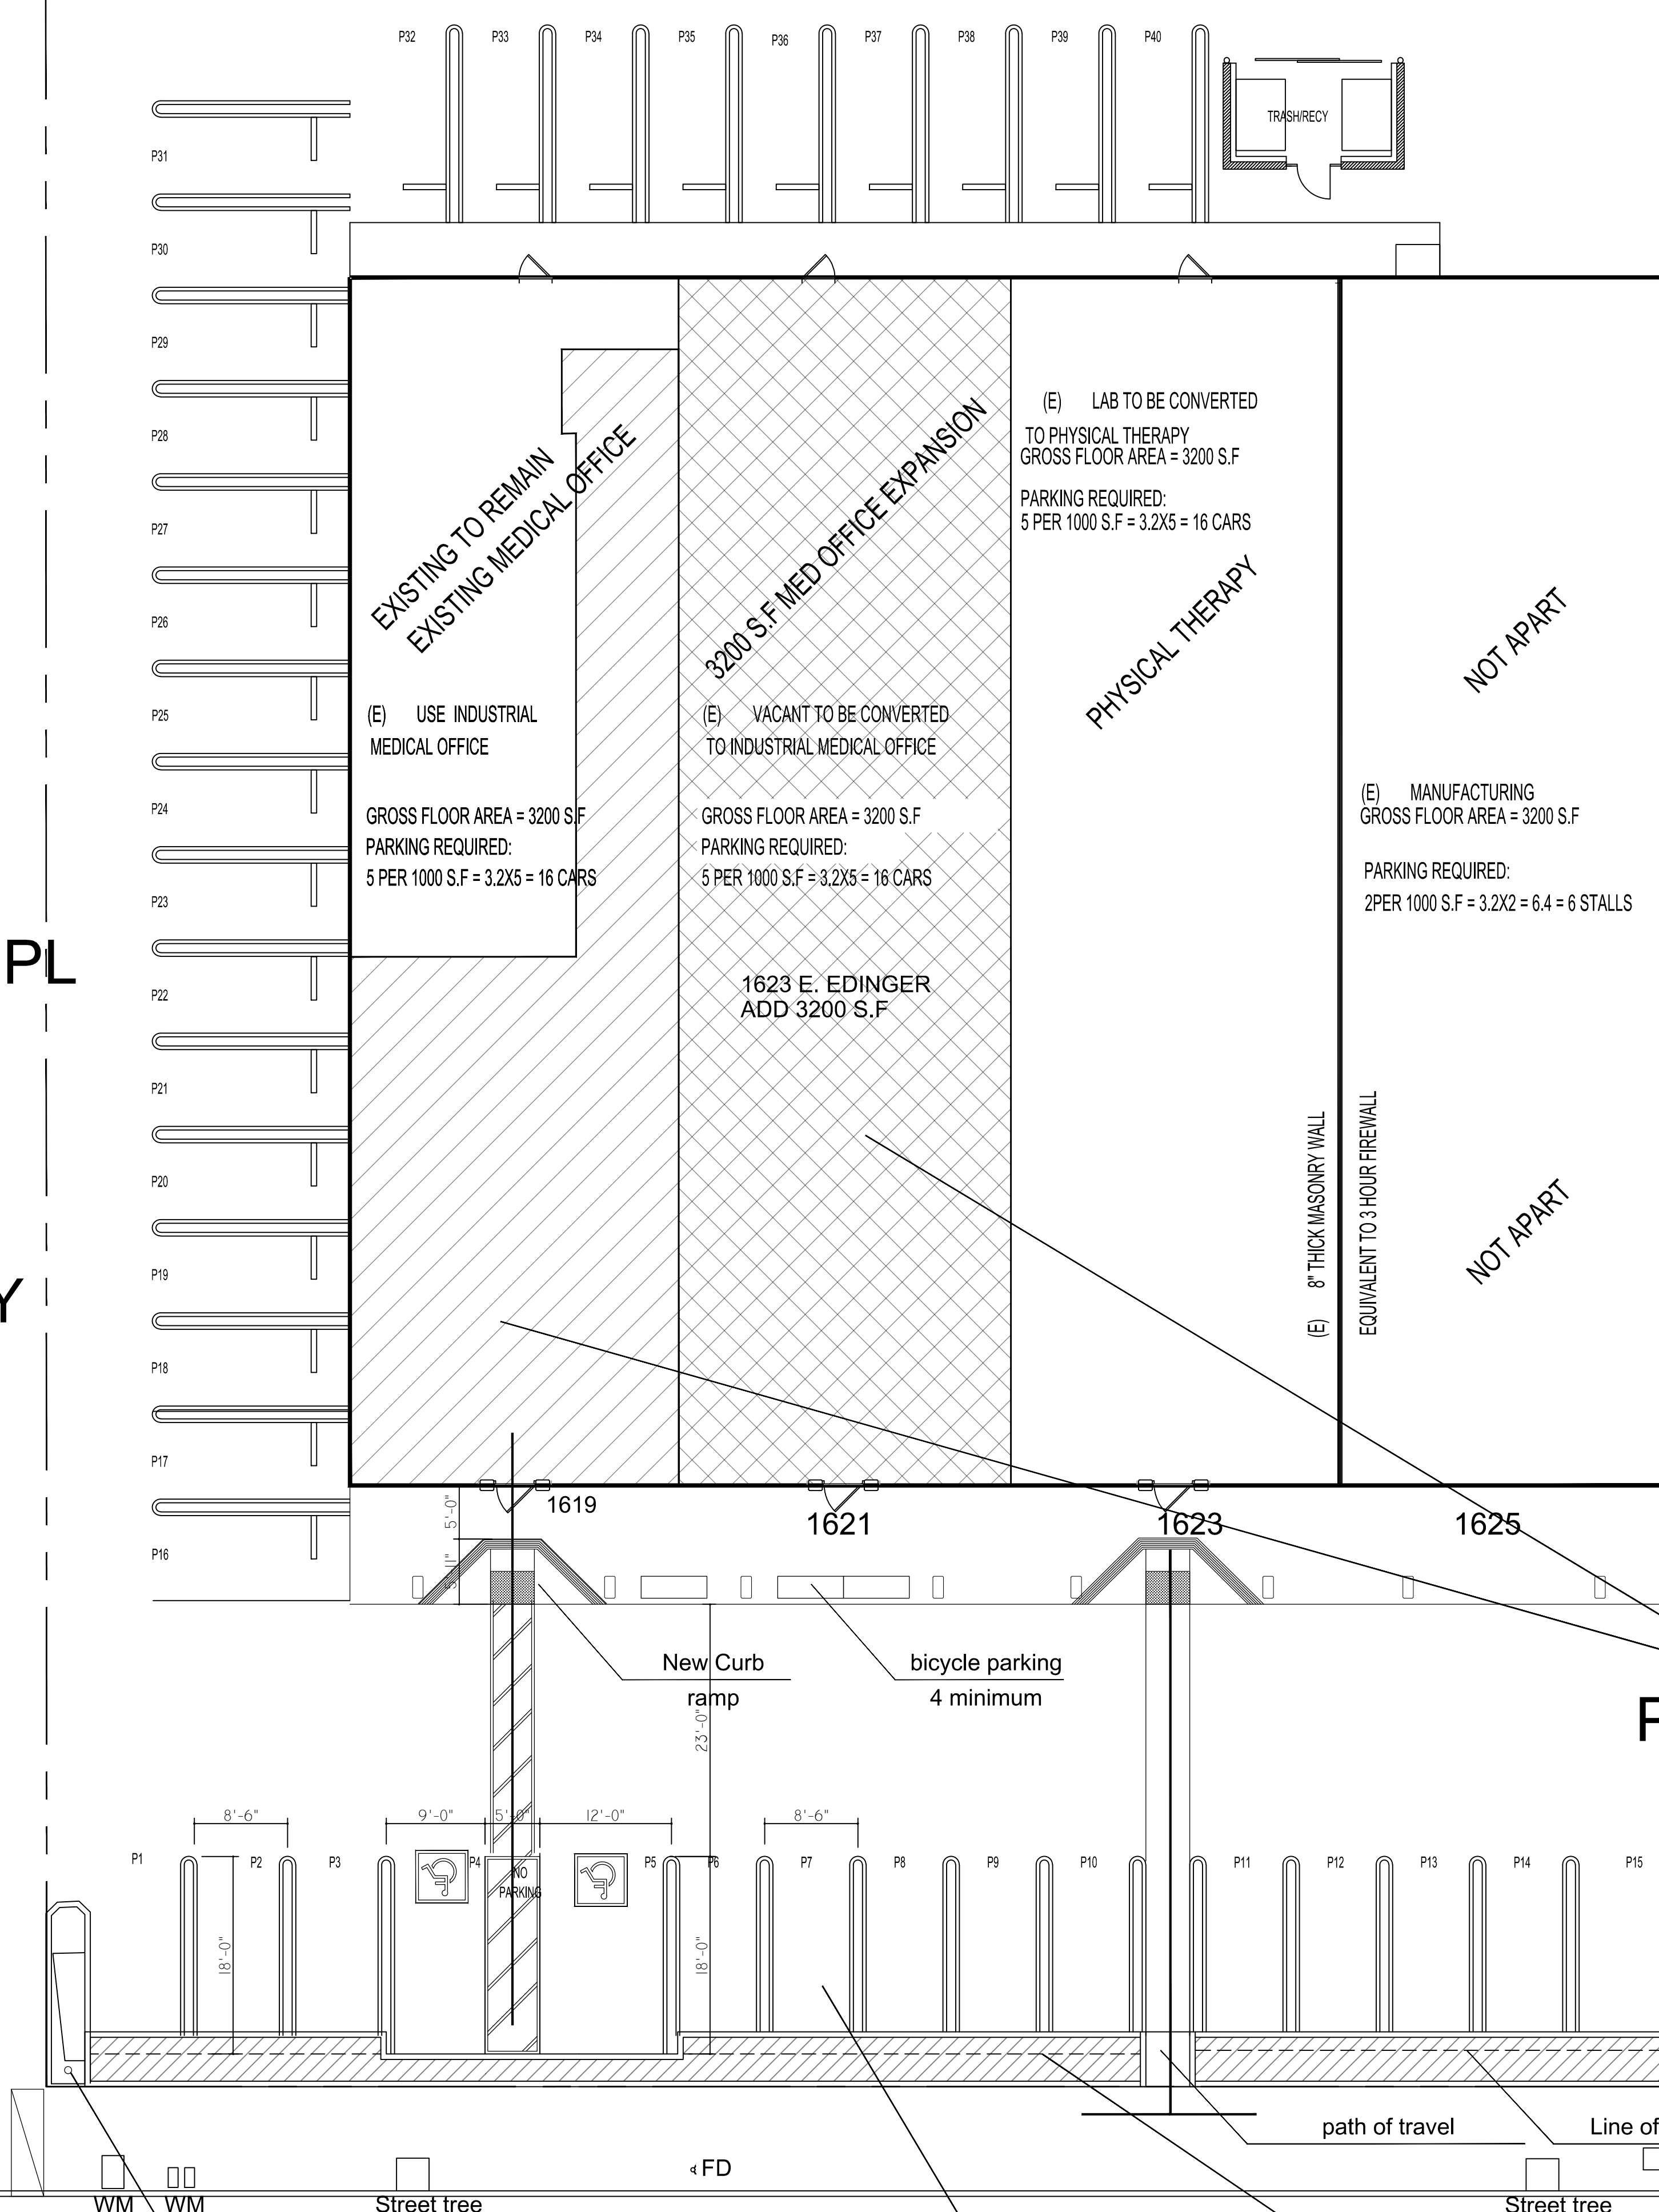 P32 P33 P34 P35 P36 P37 P38 P39 P40
TRASH/RECY
P31
P30
P29
P28
P27
P26
P25
P24
P23
P22
P21
P20
P19
P18
P17
P16
PL
Y
EXISTING TO REMAIN
EXISTING MEDICAL OFFICE
(E) USE INDUSTRIAL
MEDICAL OFFICE
GROSS FLOOR AREA = 3200 S.F
PARKING REQUIRED:
5 PER 1000 S.F = 3.2X5 = 16 CARS
3200 S.F MED OFFICE EXPANSION
(E) VACANT TO BE CONVERTED
TO INDUSTRIAL MEDICAL OFFICE
GROSS FLOOR AREA = 3200 S.F
PARKING REQUIRED:
5 PER 1000 S.F = 3.2X5 = 16 CARS
1623 E. EDINGER
ADD 3200 S.F
(E) LAB TO BE CONVERTED
TO PHYSICAL THERAPY
GROSS FLOOR AREA = 3200 S.F
PARKING REQUIRED:
5 PER 1000 S.F = 3.2X5 = 16 CARS
PHYSICAL THERAPY
(E) 8" THICK MASONRY WALL
EQUIVALENT TO 3 HOUR FIREWALL
NOT APART
(E) MANUFACTURING
GROSS FLOOR AREA = 3200 S.F
PARKING REQUIRED:
2PER 1000 S.F = 3.2X2 = 6.4 = 6 STALLS
NOT APART
1619
1621
1623
1625
5'-0"
5'-11"
New Curb
ramp
bicycle parking
4 minimum
23'-0"
8'-6" 9'-0" 5'-0" 12'-0" 8'-6"
P1 P2 P3 P4 P5 P6 P7 P8 P9 P10 P11 P12 P13 P14 P15
NO
PARKING
18'-0"
18'-0"
path of travel
Line of
FD
WM WM Street tree Street tree